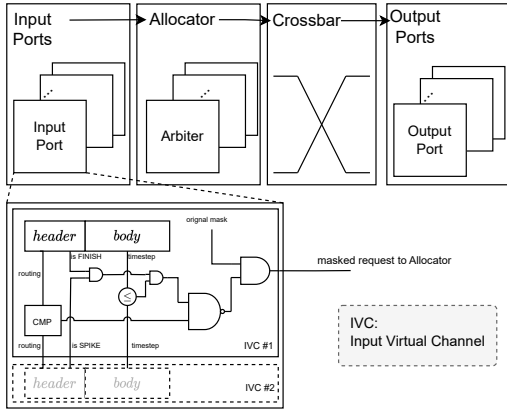 Input
Ports
Allocator
Crossbar
Output
Ports
Input
Port
Arbiter
Output
Port
header
body
orignal mask
is FINISH
timestep
routing
≤
masked request to Allocator
CMP
routing
is SPIKE
timestep
IVC #1
header
body
IVC #2
IVC:
Input Virtual Channel